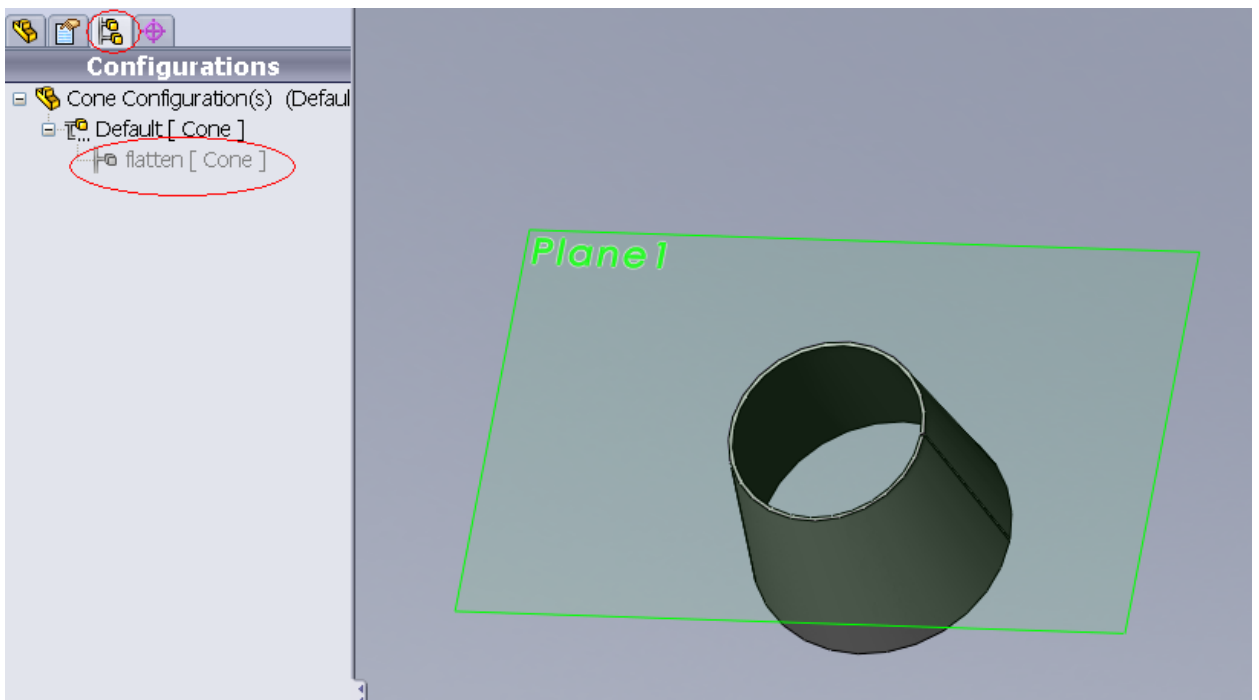 Configurations
Cone Configuration(s) (Defaul
Default [ Cone ]
flatten [ Cone ]
Plane1